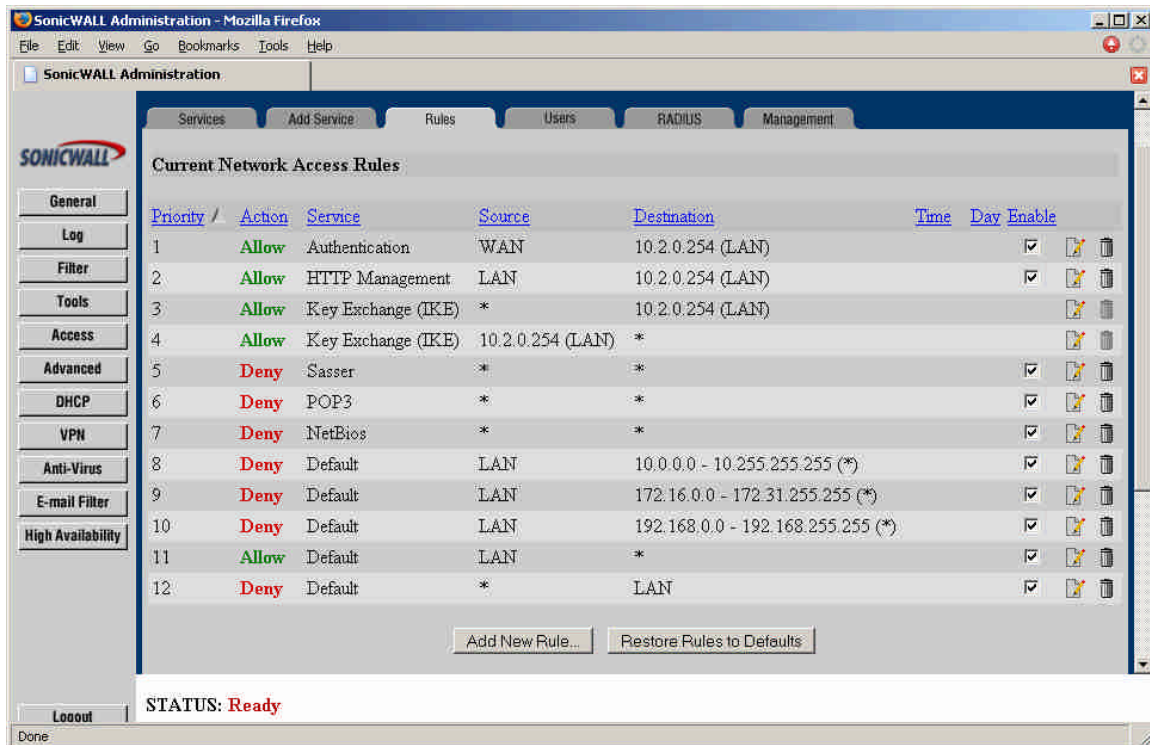 SonicWALL Administration - Mozilla Firefox
File Edit View Go Bookmarks Tools Help
SonicWALL Administration
Services Add Service Rules Users RADIUS Management
SONICWALL
Current Network Access Rules
General
Log
Filter
Tools
Access
Advanced
DHCP
VPN
Anti-Virus
E-mail Filter
High Availability
Priority / Action Service Source Destination Time Day Enable
1 Allow Authentication WAN 10.2.0.254 (LAN)
2 Allow HTTP Management LAN 10.2.0.254 (LAN)
3 Allow Key Exchange (IKE) * 10.2.0.254 (LAN)
4 Allow Key Exchange (IKE) 10.2.0.254 (LAN) *
5 Deny Sasser * *
6 Deny POP3 * *
7 Deny NetBios * *
8 Deny Default LAN 10.0.0.0 - 10.255.255.255 (*)
9 Deny Default LAN 172.16.0.0 - 172.31.255.255 (*)
10 Deny Default LAN 192.168.0.0 - 192.168.255.255 (*)
11 Allow Default LAN *
12 Deny Default * LAN
Add New Rule... Restore Rules to Defaults
STATUS: Ready
Logout
Done